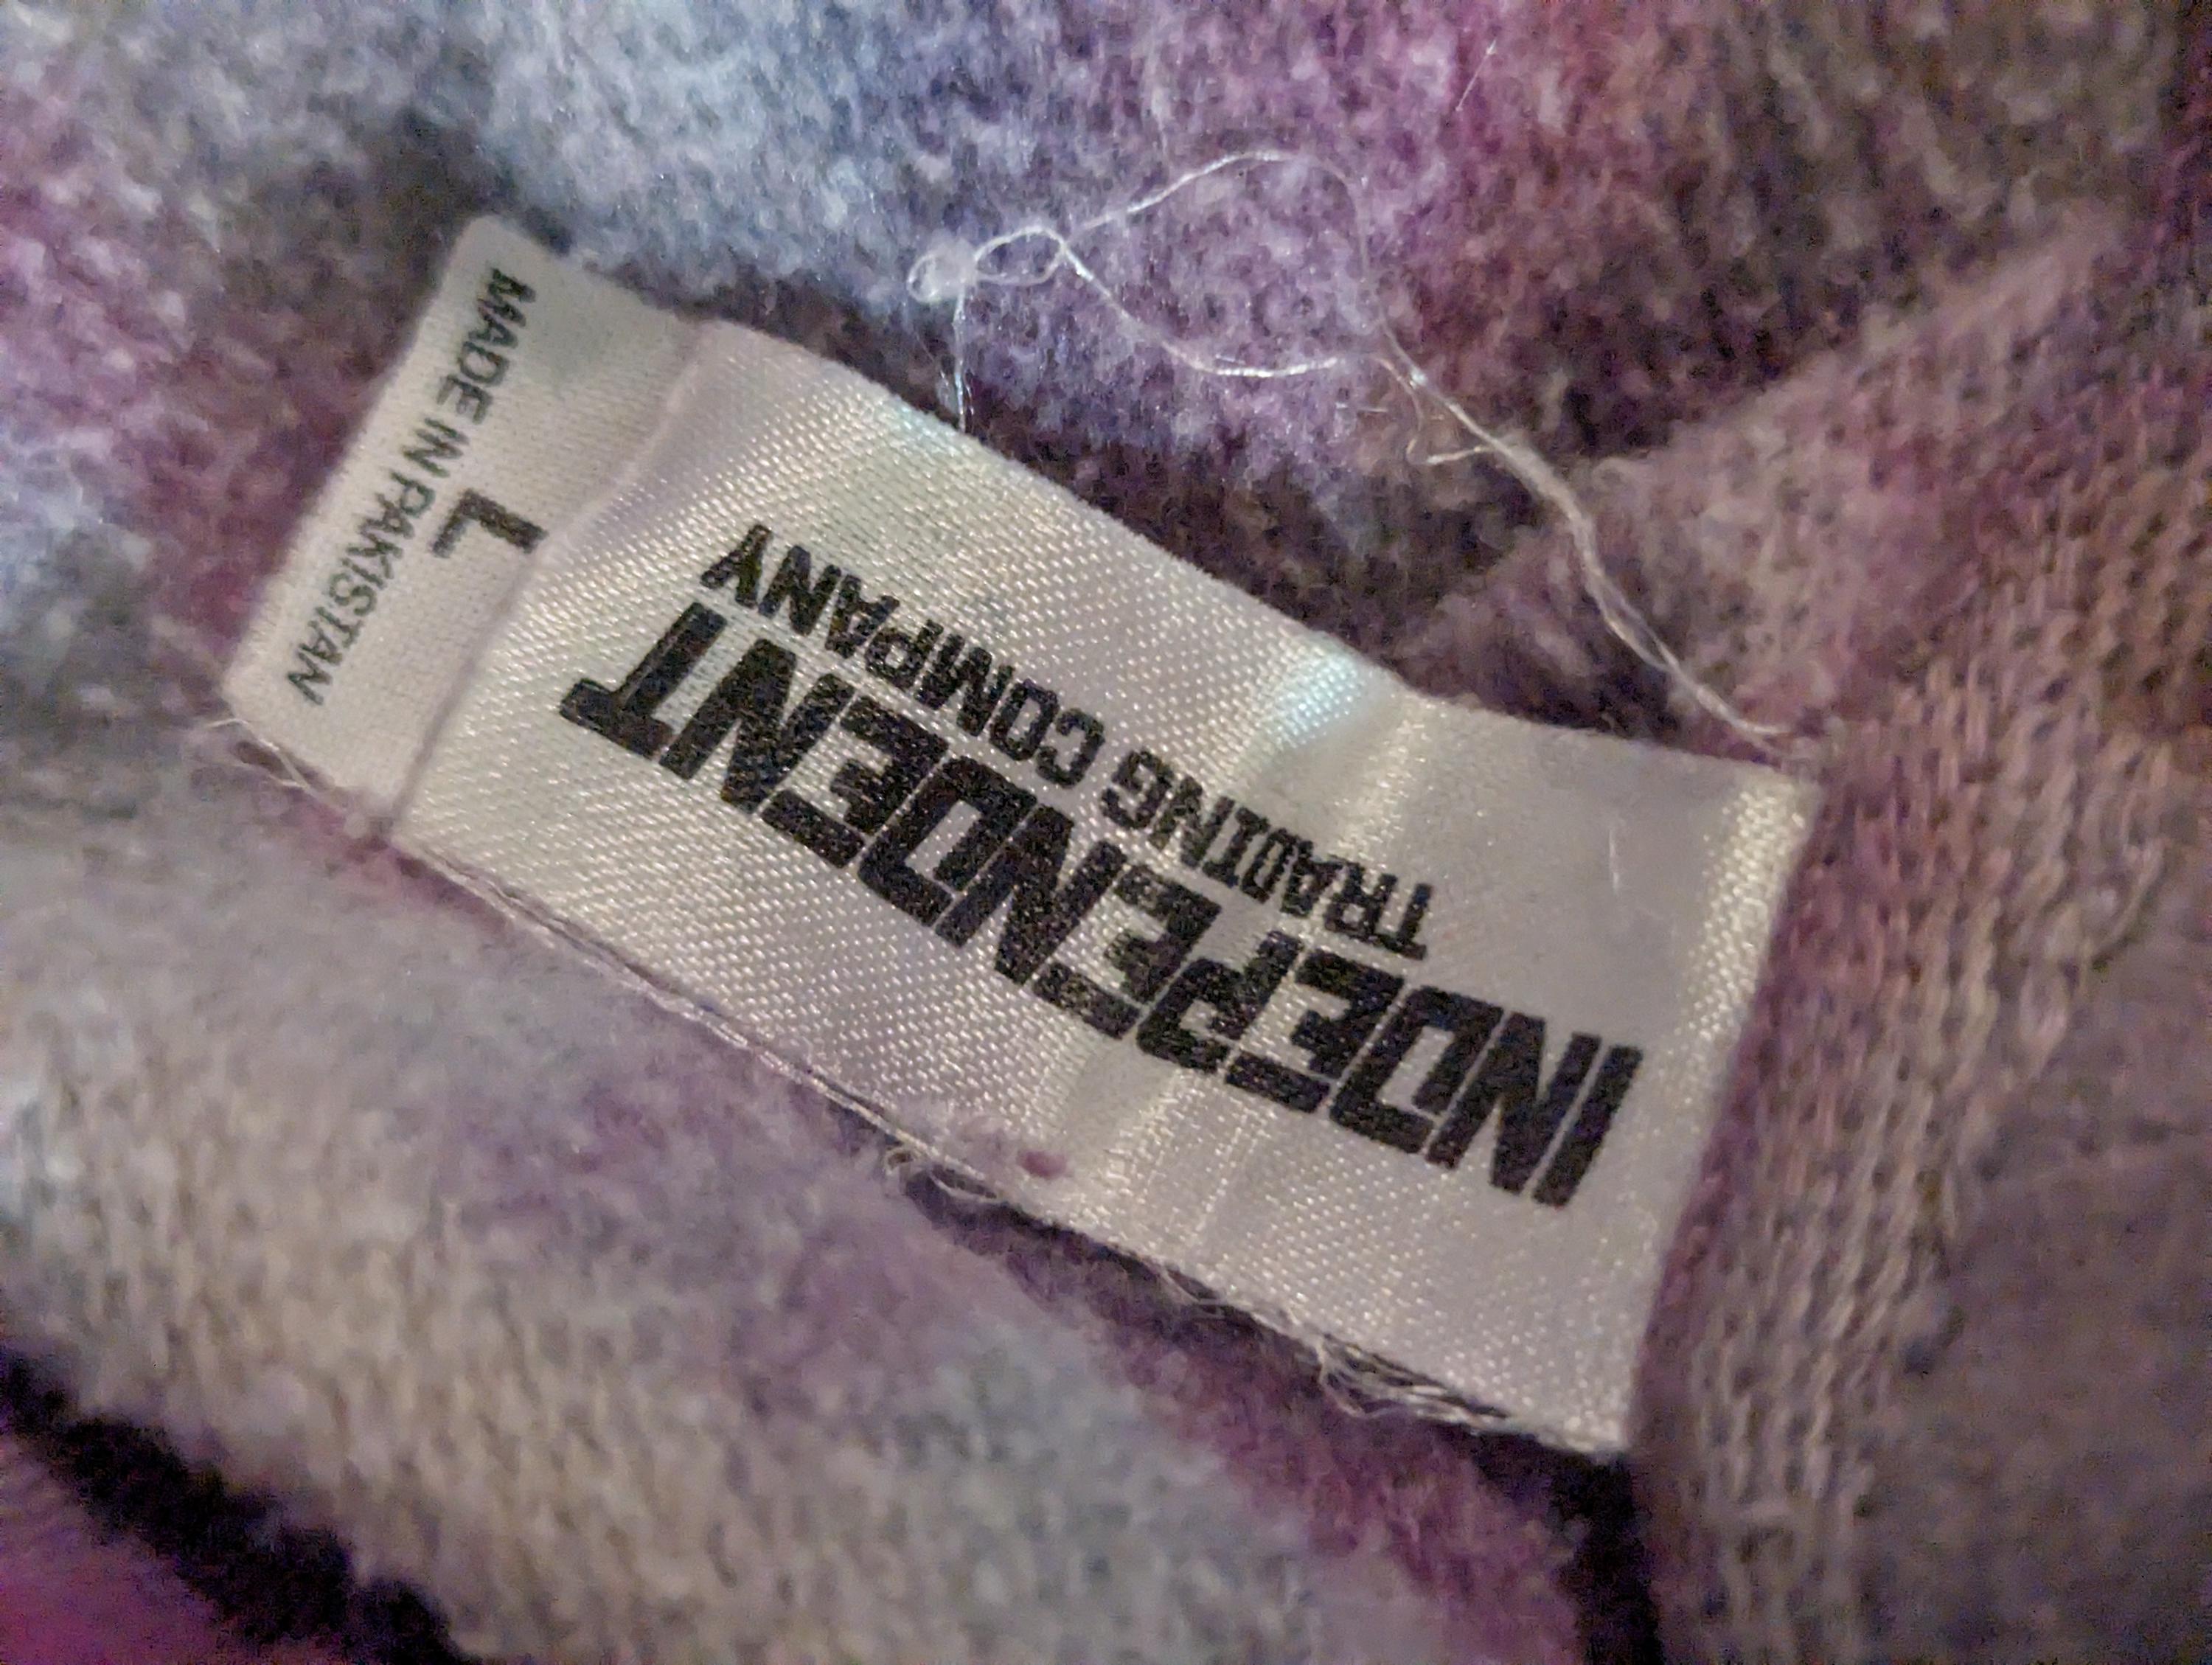 INDEPENDENT
TRADING COMPANY
L
MADE IN PAKISTAN